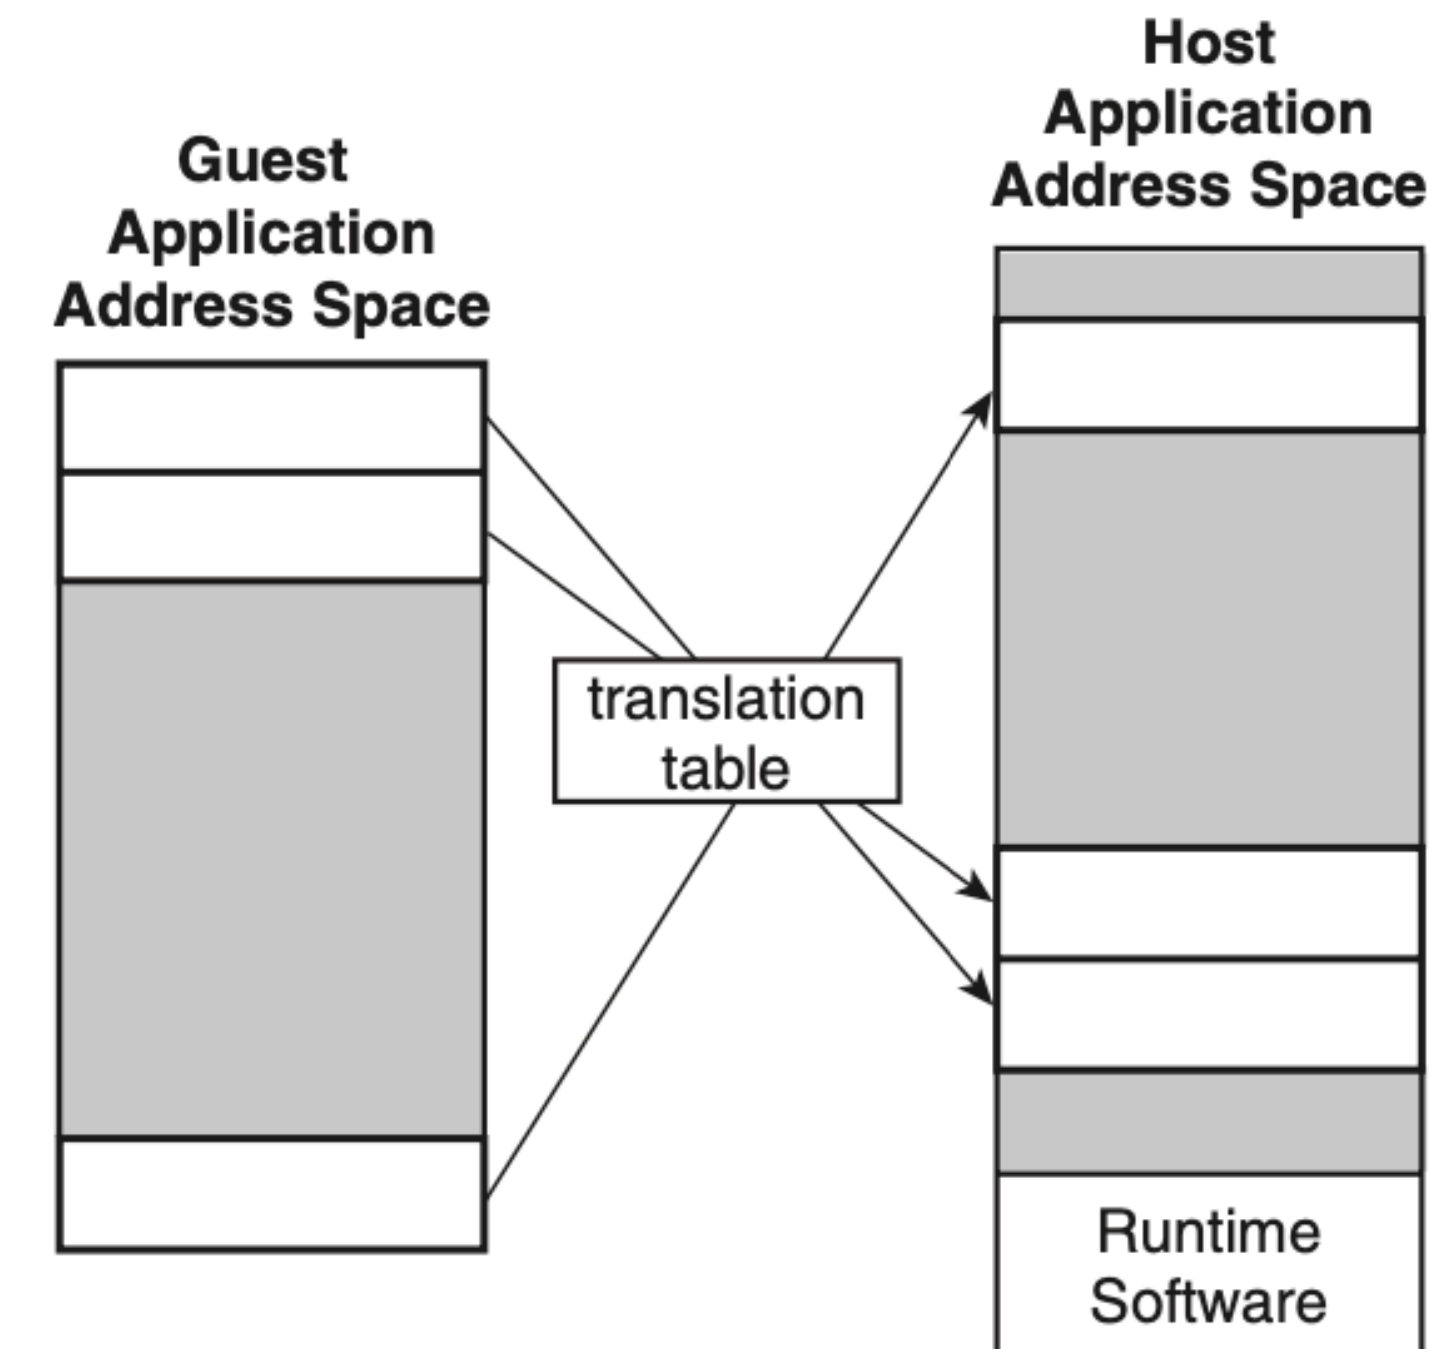 Guest
Application
Address Space
Host
Application
Address Space
translation
table
Runtime
Software